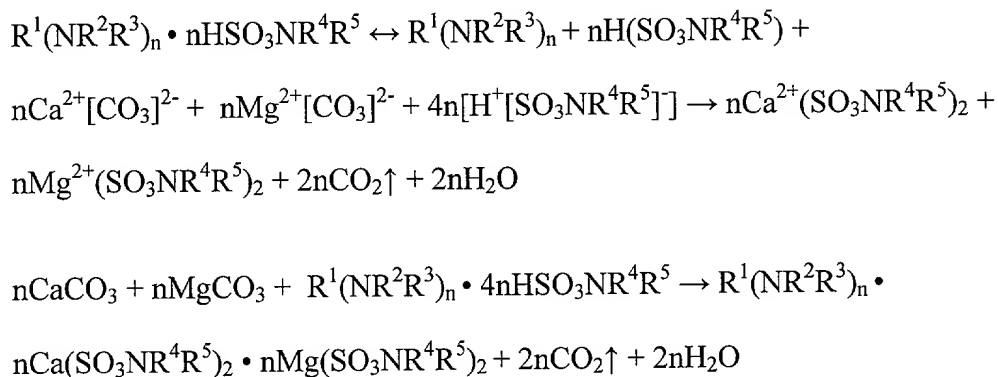 R¹(NR²R³)ₙ • nHSO₃NR⁴R⁵ ↔ R¹(NR²R³)ₙ + nH(SO₃NR⁴R⁵) +
nCa²⁺[CO₃]²⁻ + nMg²⁺[CO₃]²⁻ + 4n[H⁺[SO₃NR⁴R⁵]⁻] → nCa²⁺(SO₃NR⁴R⁵)₂ +
nMg²⁺(SO₃NR⁴R⁵)₂ + 2nCO₂↑ + 2nH₂O
nCaCO₃ + nMgCO₃ + R¹(NR²R³)ₙ • 4nHSO₃NR⁴R⁵ → R¹(NR²R³)ₙ •
nCa(SO₃NR⁴R⁵)₂ • nMg(SO₃NR⁴R⁵)₂ + 2nCO₂↑ + 2nH₂O